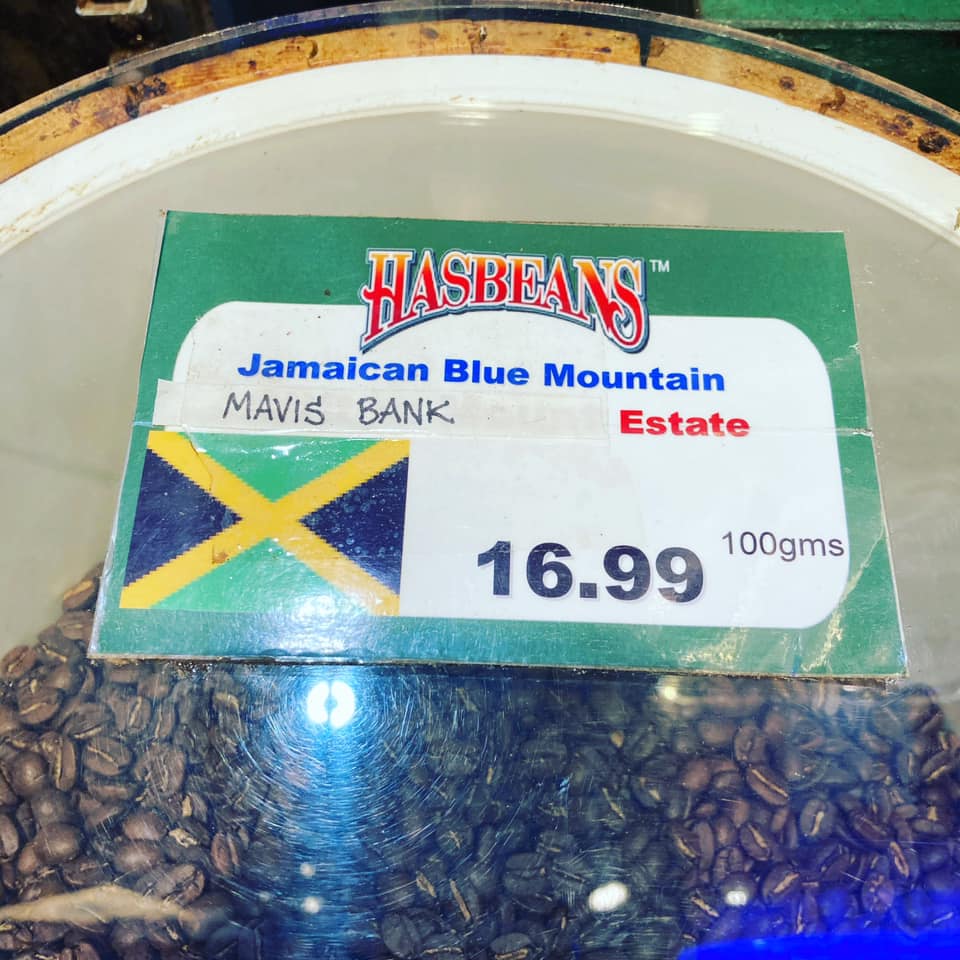 HASBEANS™
Jamaican Blue Mountain
MAVIS BANK
Estate
16.99
100gms